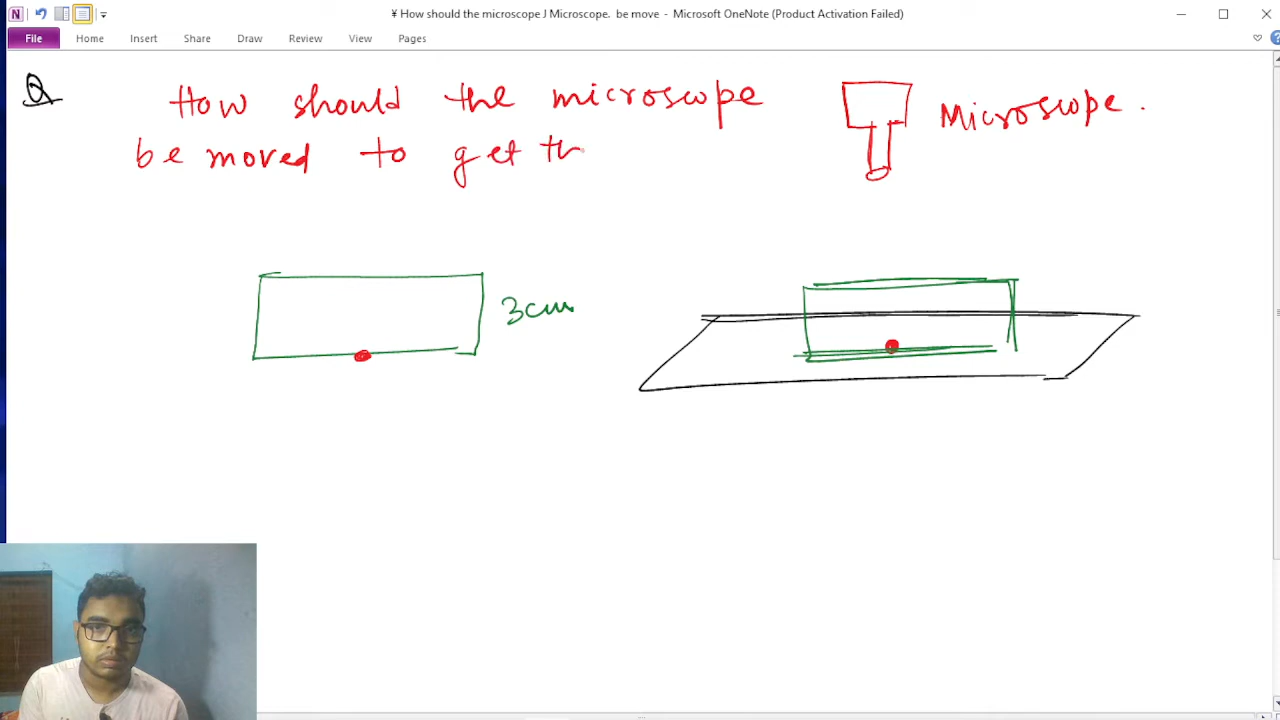 ¥ How should the microscope J Microscope. be move - Microsoft OneNote (Product Activation Failed)
File Home Insert Share Draw Review View Pages
Q How should the microscope
be moved to get th
Microscope.
3cm